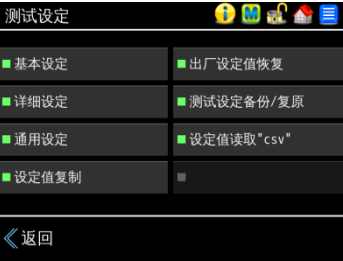 测试设定
M
基本设定
出厂设定值恢复
详细设定
测试设定备份/复原
通用设定
设定值读取"csv"
设定值复制
返回